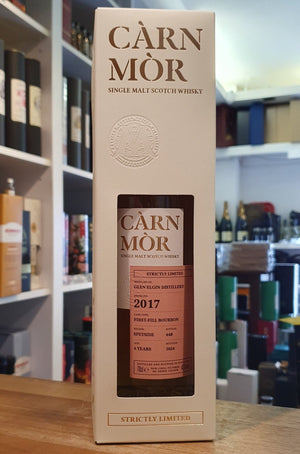 CÀRN
MÒR
SINGLE MALT SCOTCH WHISKY
CÀRN
MÒR
SINGLE MALT SCOTCH WHISKY
STRICTLY LIMITED
GLEN ELGIN DISTILLERY
2017
FIRST FILL BOURBON
SPEYSIDE
6 YEARS 2024
STRICTLY LIMITED